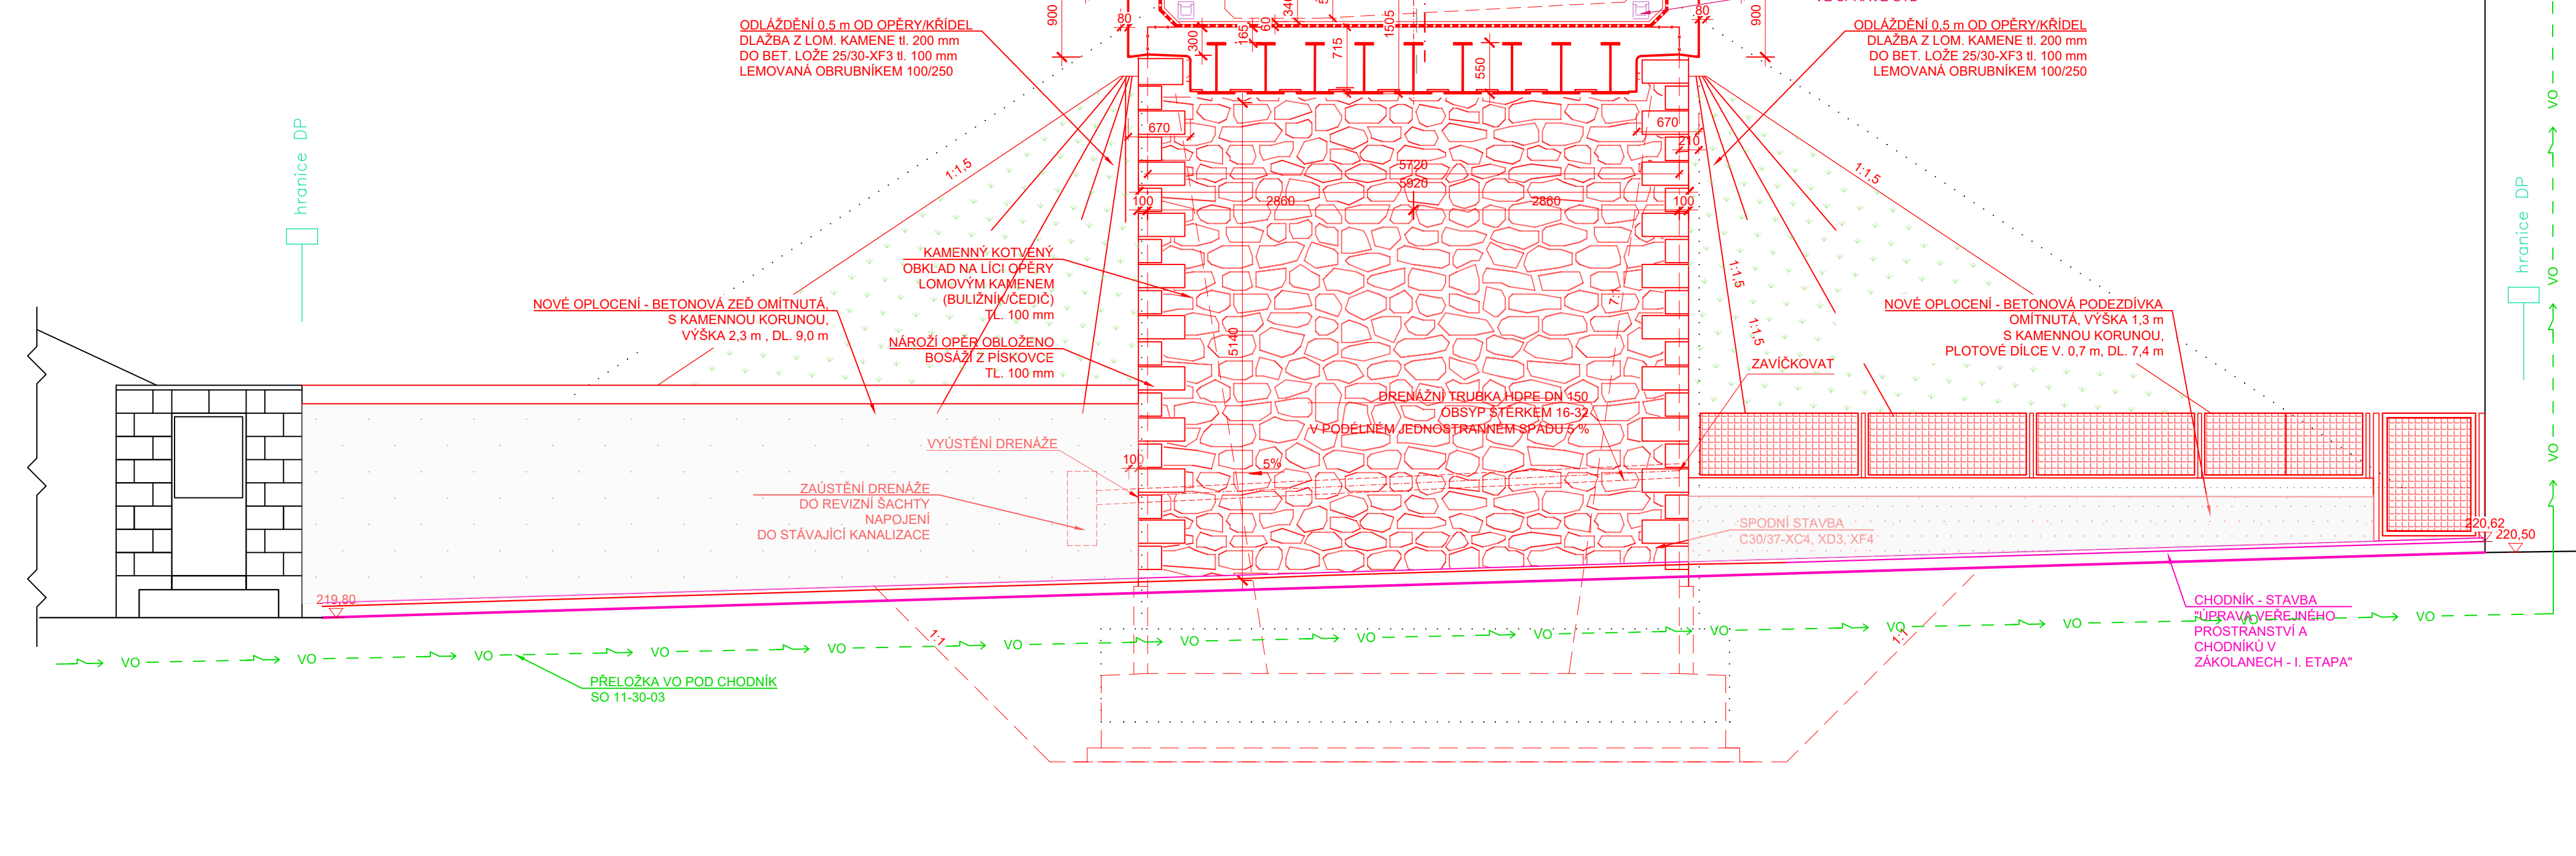 ODLÁŽDĚNÍ 0,5 m OD OPĚRY/KŘÍDEL
DLAŽBA Z LOM. KAMENE tl. 200 mm
DO BET. LOŽE 25/30-XF3 tl. 100 mm
LEMOVANÁ OBRUBNÍKEM 100/250
900
80
300
165
60
340
715
1505
550
80
900
ODLÁŽDĚNÍ 0,5 m OD OPĚRY/KŘÍDEL
DLAŽBA Z LOM. KAMENE tl. 200 mm
DO BET. LOŽE 25/30-XF3 tl. 100 mm
LEMOVANÁ OBRUBNÍKEM 100/250
hranice DP
1:1,5
670
670
210
5720
5920
100
2860
2860
100
1:1,5
hranice DP
VO
VO
KAMENNÝ KOTVENÝ
OBKLAD NA LÍCI OPĚRY
LOMOVÝM KAMENEM
(BULIŽNÍK/ČEDIČ)
TL. 100 mm
NÁROŽÍ OPĚR OBLOŽENO
BOSÁŽÍ Z PÍSKOVCE
TL. 100 mm
NOVÉ OPLOCENÍ - BETONOVÁ ZEĎ OMÍTNUTÁ,
S KAMENNOU KORUNOU,
VÝŠKA 2,3 m , DL. 9,0 m
5140
7:1
1:1,5
1:1,5
NOVÉ OPLOCENÍ - BETONOVÁ PODEZDÍVKA
OMÍTNUTÁ, VÝŠKA 1,3 m
S KAMENNOU KORUNOU,
PLOTOVÉ DÍLCE V. 0,7 m, DL. 7,4 m
ZAVÍČKOVAT
DRENÁŽNÍ TRUBKA HDPE DN 150
OBSYP ŠTĚRKEM 16-32
V PODÉLNÉM JEDNOSTRANNÉM SPÁDU 5 %
VYÚSTĚNÍ DRENÁŽE
100
5%
VO
ZAÚSTĚNÍ DRENÁŽE
DO REVIZNÍ ŠACHTY
NAPOJENÍ
DO STÁVAJÍCÍ KANALIZACE
SPODNÍ STAVBA
C30/37-XC4, XD3, XF4
220,62
220,50
219,80
CHODNÍK - STAVBA
"ÚPRAVA VEŘEJNÉHO
PROSTRANSTVÍ A
CHODNÍKŮ V
ZÁKOLANECH - I. ETAPA"
1:1
1:1
VO VO VO VO VO VO VO VO VO VO VO VO VO VO
PŘELOŽKA VO POD CHODNÍK
SO 11-30-03